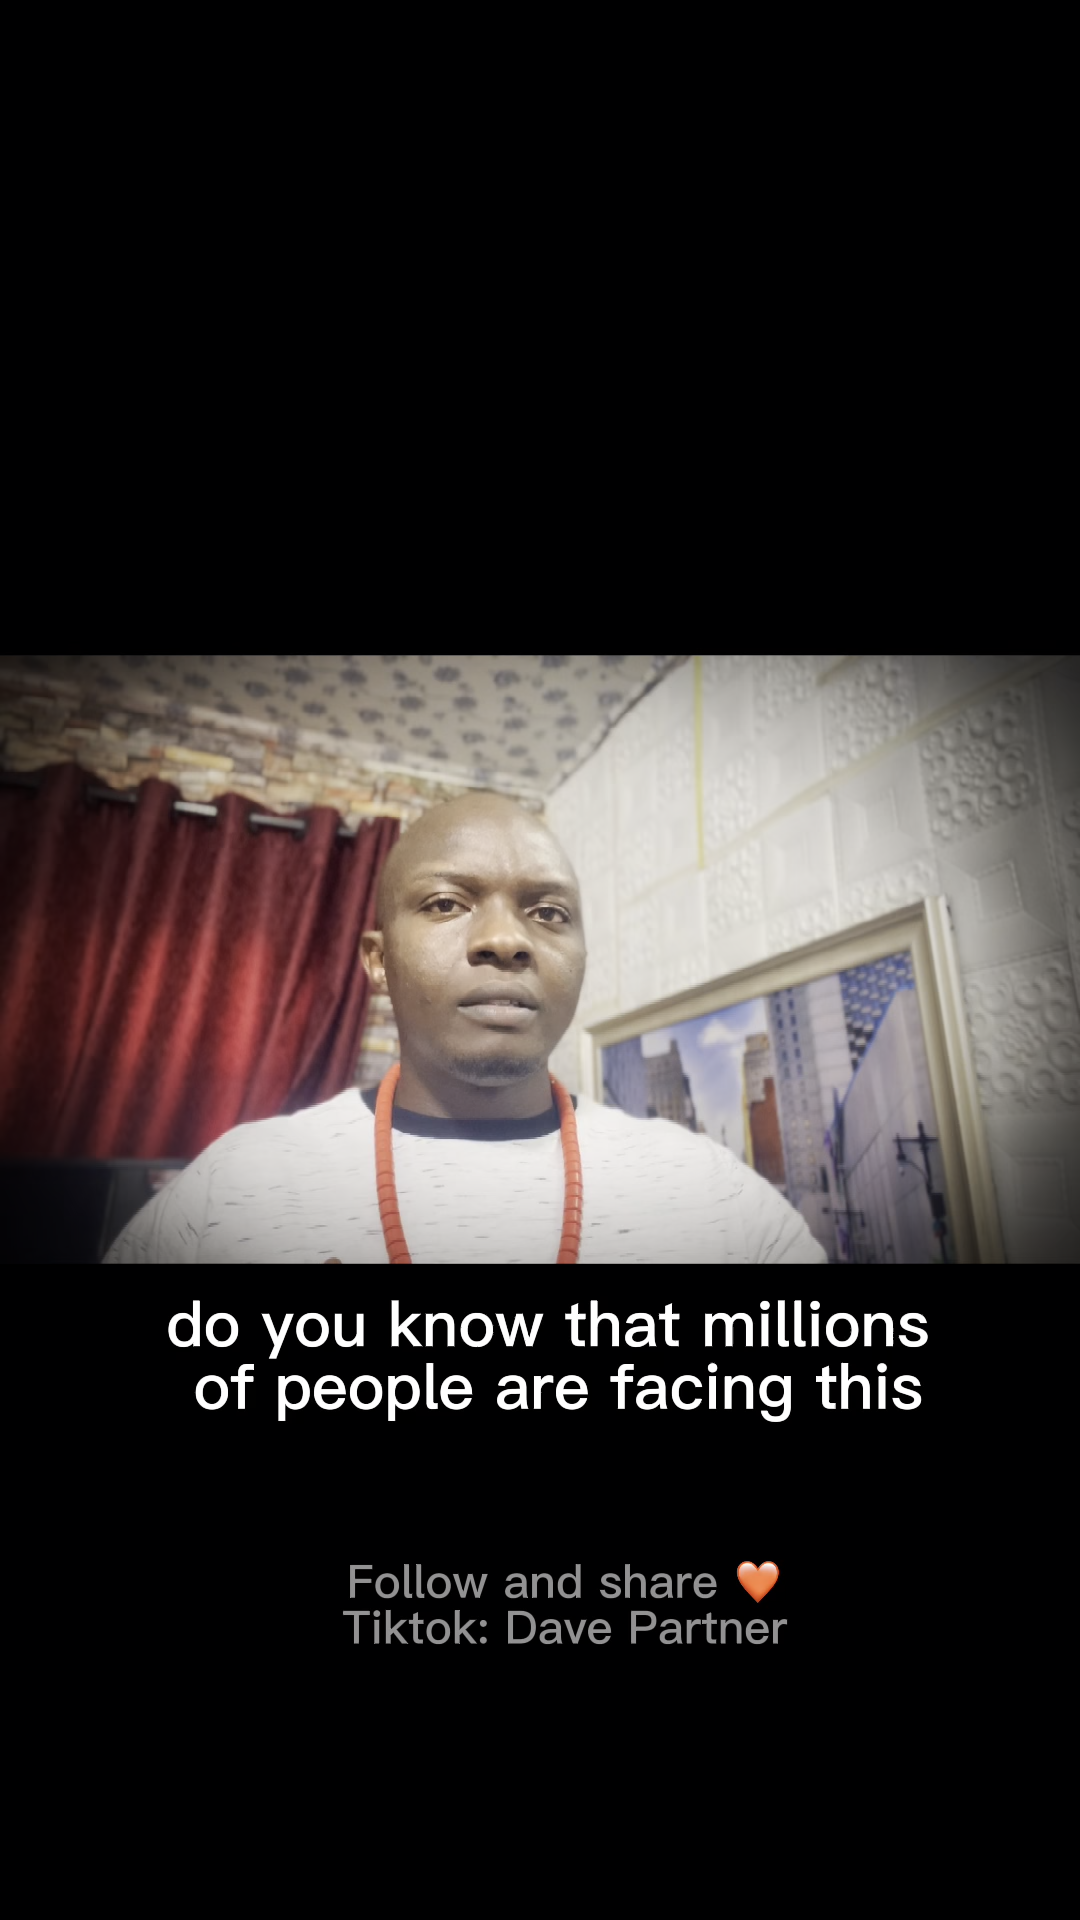 do you know that millions
of people are facing this
Follow and share 🧡
Tiktok: Dave Partner